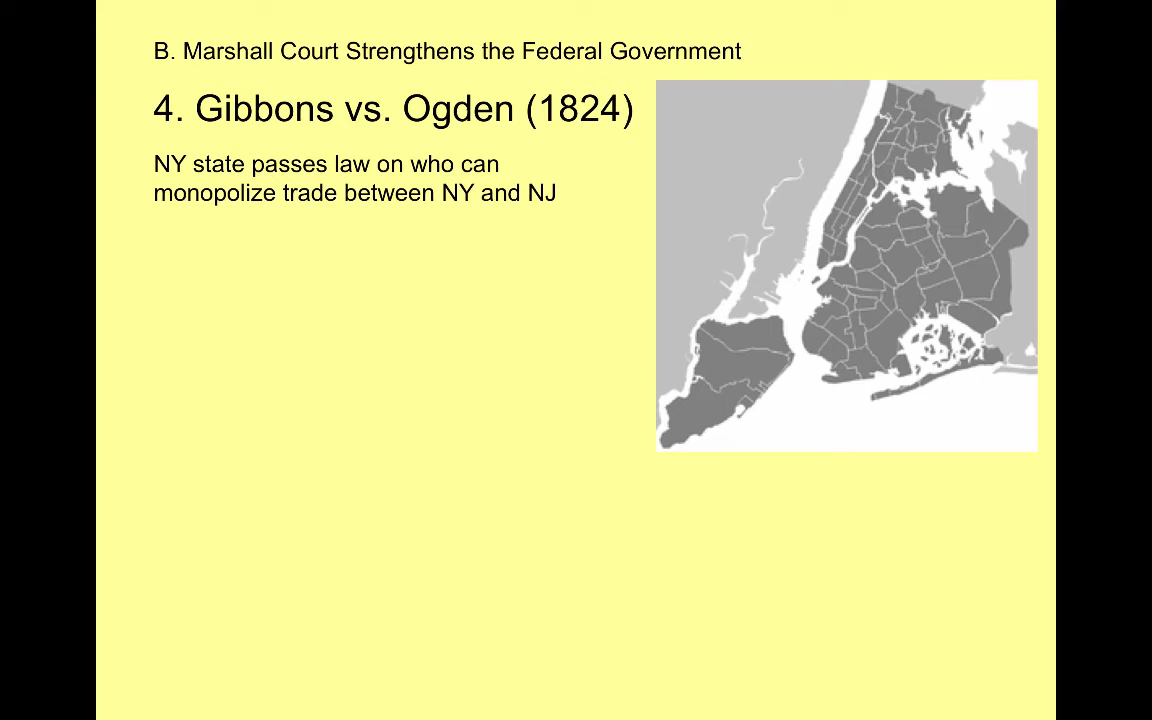 B. Marshall Court Strengthens the Federal Government
4. Gibbons vs. Ogden (1824)
NY state passes law on who can
monopolize trade between NY and NJ